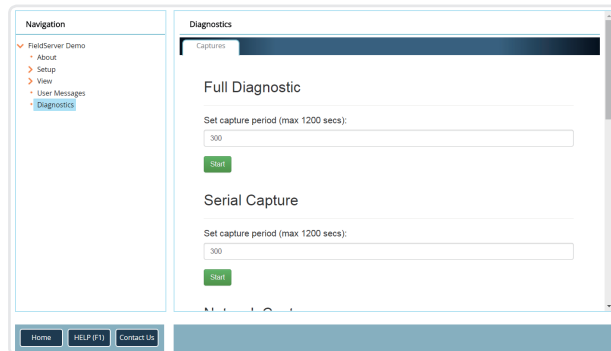 Navigation
FieldServer Demo
About
Setup
View
User Messages
Diagnostics
Diagnostics
Captures
Full Diagnostic
Set capture period (max 1200 secs):
300
Start
Serial Capture
Set capture period (max 1200 secs):
300
Start
Home
HELP (F1)
Contact Us